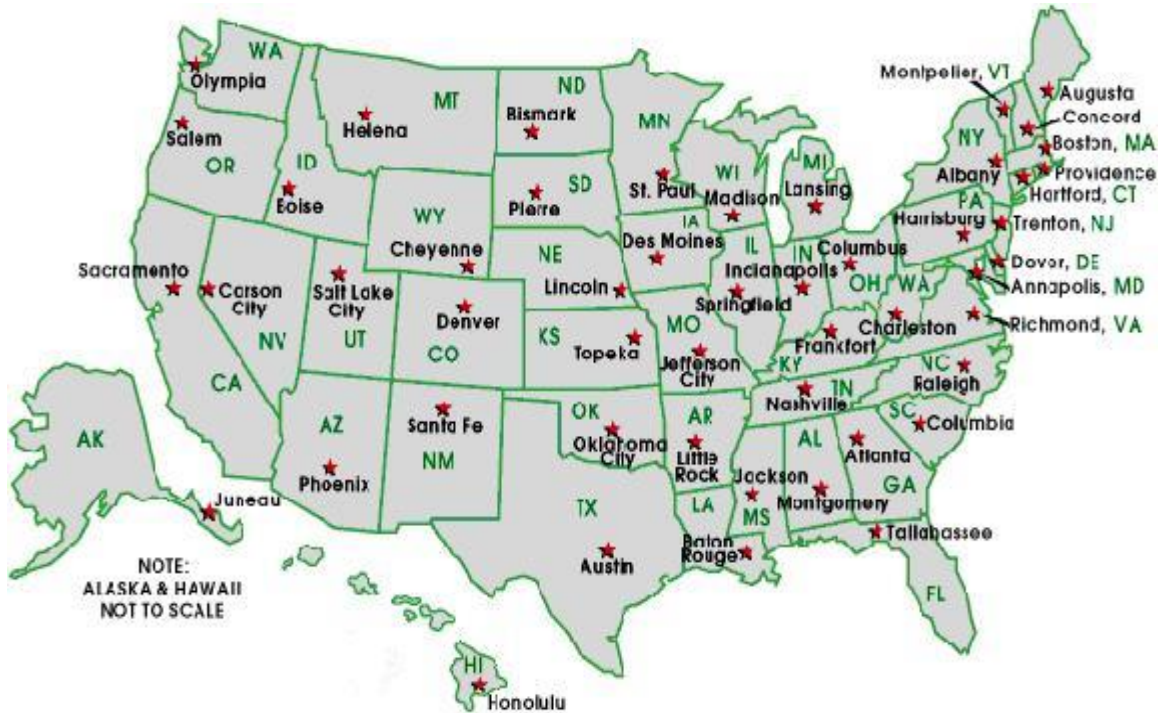 WA
Olympia
Salem
OR
ID
Boise
MT
Helena
ND
Bismark
SD
Pierre
WY
Cheyenne
NE
Lincoln
MN
St. Paul
WI
Madison
MI
Lansing
IA
Des Moines
IL
Springfield
IN
Indianapolis
Columbus
OH
WA
Charleston
PA
Harrisburg
NY
Albany
Montpelier, VT
Augusta
Concord
Boston, MA
Providence
Hartford, CT
Trenton, NJ
Dover, DE
Annapolis, MD
Richmond, VA
Sacramento
Carson
City
NV
CA
Salt Lake
City
UT
Denver
CO
KS
Topeka
MO
Jefferson
City
KY
Frankfort
Nashville
TN
NC
Raleigh
SC
Columbia
AZ
Phoenix
Santa Fe
NM
OK
Oklahoma
City
AR
Little
Rock
TX
Austin
LA
Baton
Rouge
Jackson
MS
AL
Montgomery
Atlanta
GA
Tallabassee
FL
AK
Juneau
NOTE:
ALASKA & HAWAII
NOT TO SCALE
HI
Honolulu